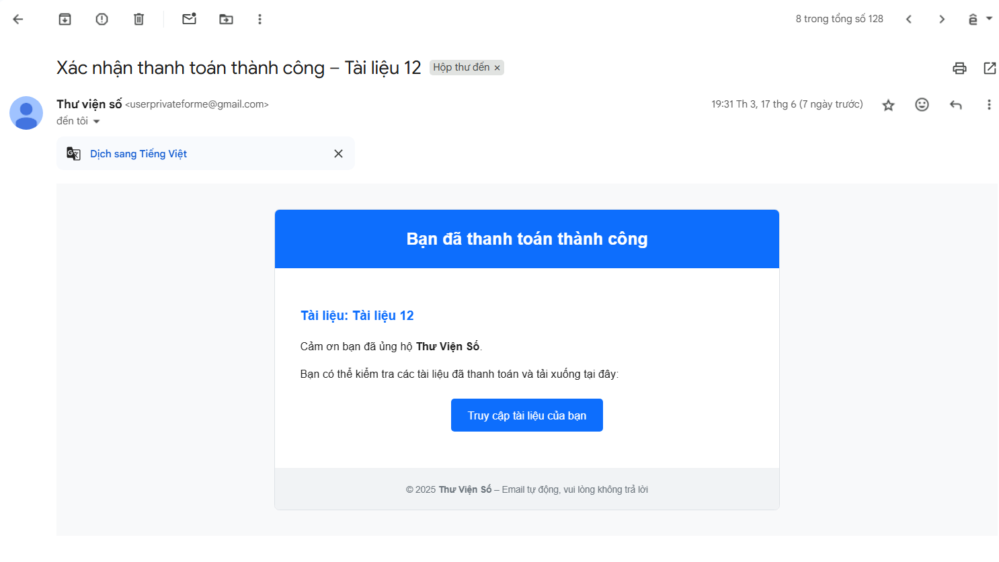 8 trong tổng số 128
Xác nhận thanh toán thành công – Tài liệu 12 Hộp thư đến ×
Thư viện số <userprivateforme@gmail.com> 19:31 Th 3, 17 thg 6 (7 ngày trước)
đến tôi
Dịch sang Tiếng Việt
Bạn đã thanh toán thành công
Tài liệu: Tài liệu 12
Cảm ơn bạn đã ủng hộ Thư Viện Số.
Bạn có thể kiểm tra các tài liệu đã thanh toán và tải xuống tại đây:
Truy cập tài liệu của bạn
© 2025 Thư Viện Số – Email tự động, vui lòng không trả lời